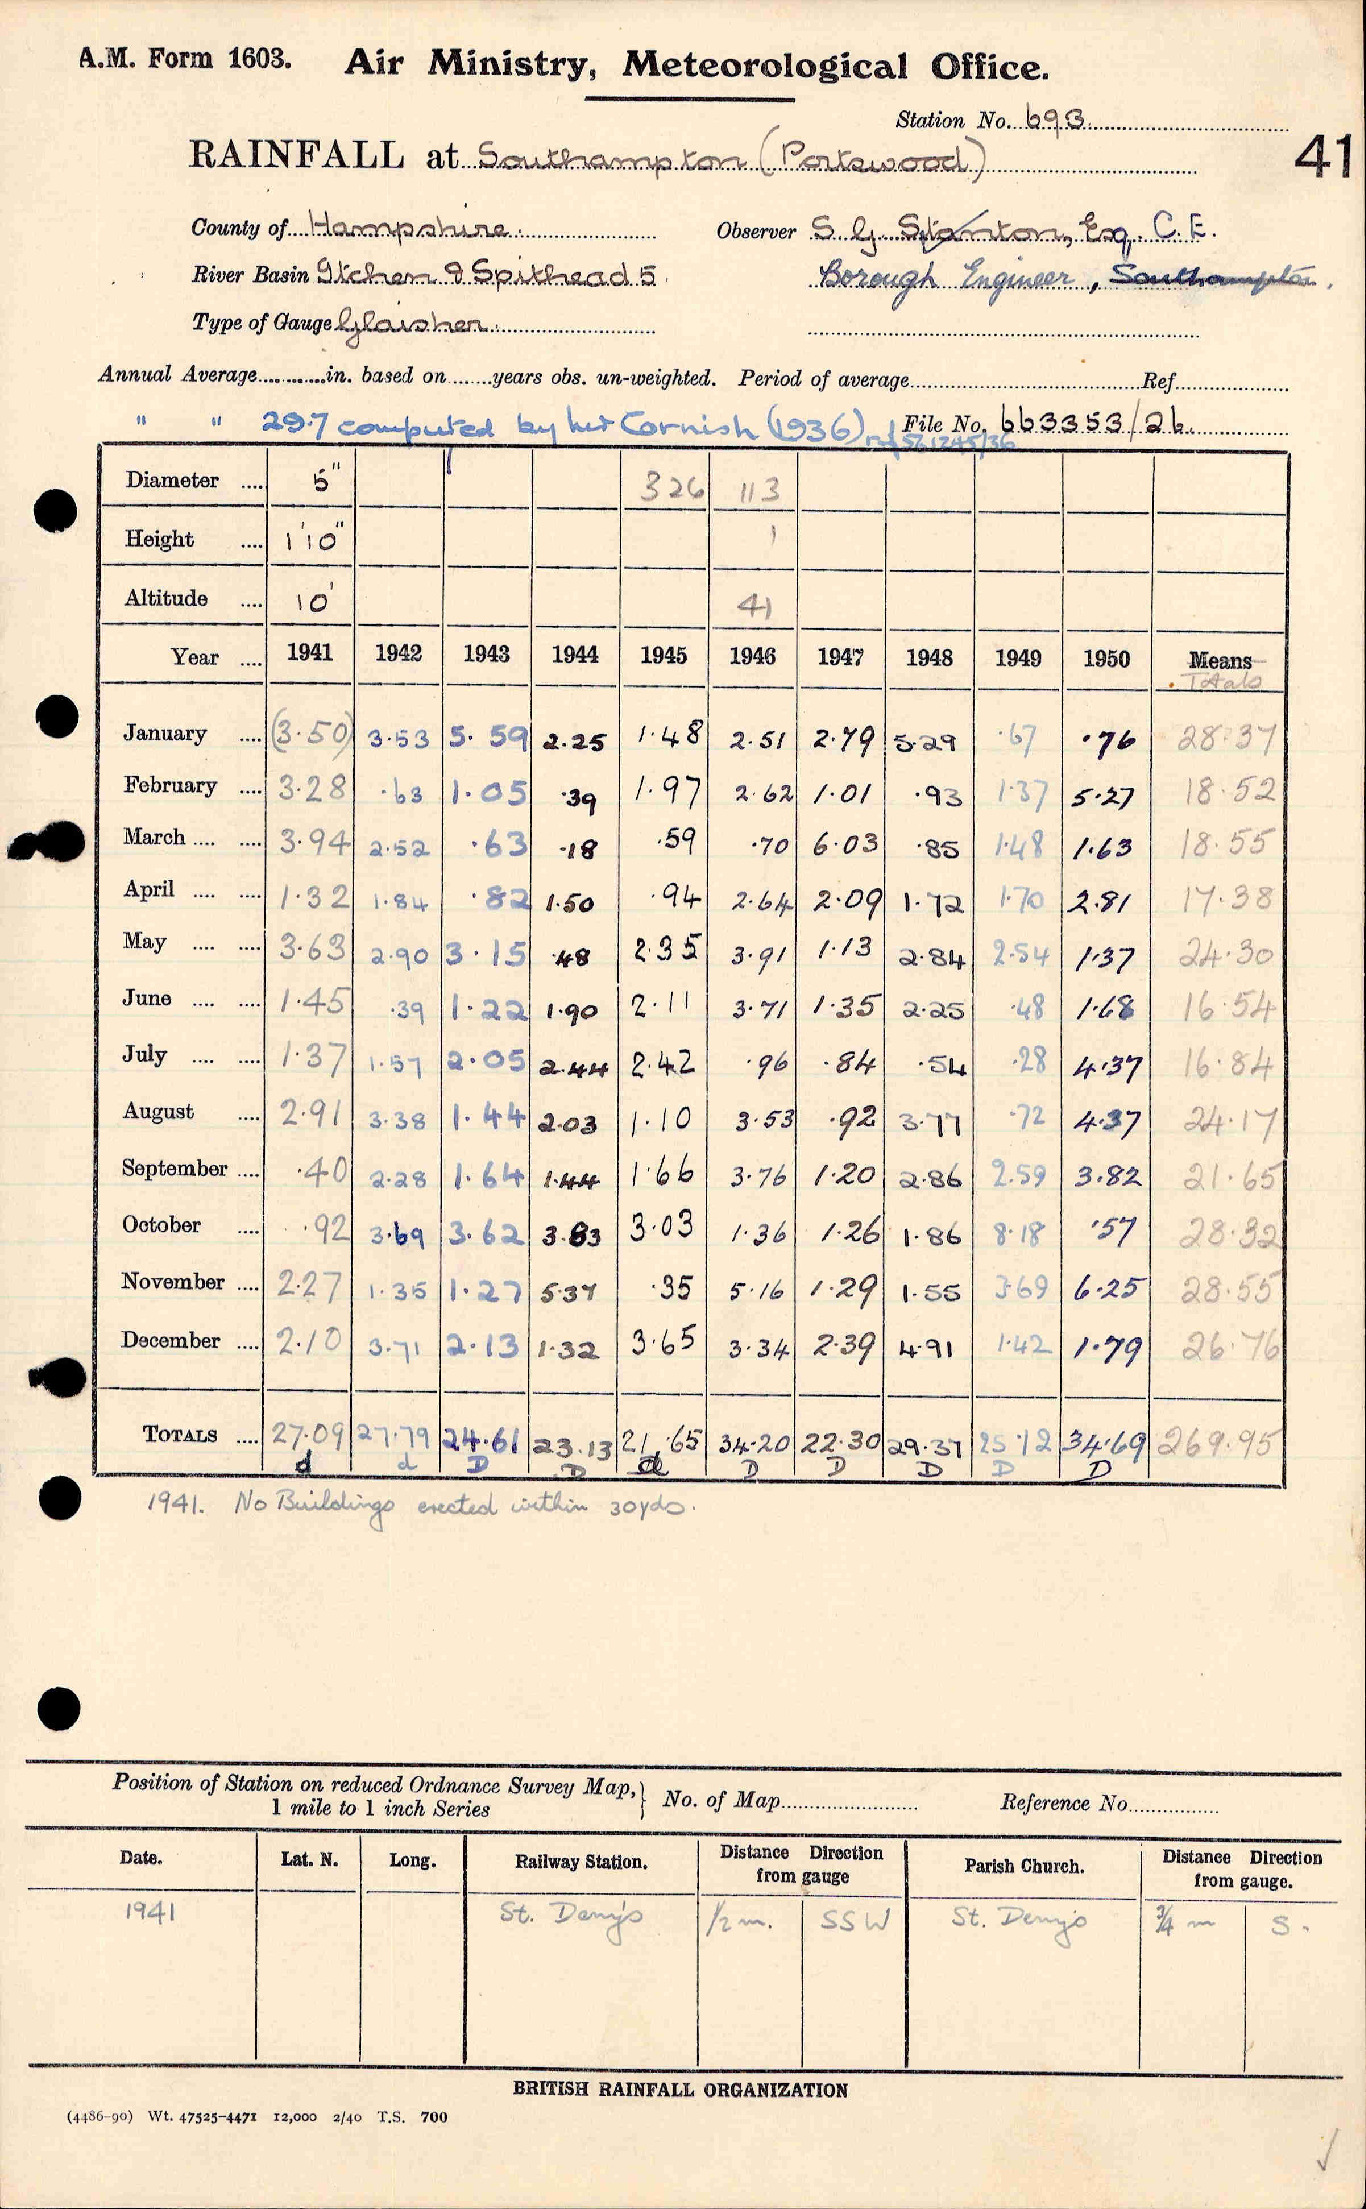 A.M. Form 1603. Air Ministry, Meteorological Office.
Station No. 693.
RAINFALL at Southampton (Portswood)
41
County of Hampshire. Observer S. G. Stanton, Esq. C.E.
River Basin Itchen & Spithead 5. Borough Engineer, Southampton.
Type of Gauge Glaisher.
Annual Average............in. based on .......years obs. un-weighted. Period of average..........Ref..........
" " 29.7 computed by Mr Cornish (1936) ref 561245/36 File No. 663353/26.
Diameter .... 5" 326 113
Height .... 1'10" 1
Altitude .... 10' 41
Year .... 1941 1942 1943 1944 1945 1946 1947 1948 1949 1950 Means
Totals
January .... (3.50) 3.53 5.59 2.25 1.48 2.51 2.79 5.29 .67 .76 28.37
February .... 3.28 .63 1.05 .39 1.97 2.62 1.01 .93 1.37 5.27 18.52
March .... .... 3.94 2.52 .63 .18 .59 .70 6.03 .85 1.48 1.63 18.55
April .... .... 1.32 1.84 .82 1.50 .94 2.64 2.09 1.72 1.70 2.81 17.38
May .... .... 3.63 2.90 3.15 .48 2.35 3.91 1.13 2.84 2.54 1.37 24.30
June .... .... 1.45 .39 1.22 1.90 2.11 3.71 1.35 2.25 .48 1.68 16.54
July .... .... 1.37 1.57 2.05 2.44 2.42 .96 .84 .54 .28 4.37 16.84
August .... 2.91 3.38 1.44 2.03 1.10 3.53 .92 3.77 .72 4.37 24.17
September .... .40 2.28 1.64 1.44 1.66 3.76 1.20 2.86 2.59 3.82 21.65
October .... .92 3.69 3.62 3.83 3.03 1.36 1.26 1.86 8.18 .57 28.32
November .... 2.27 1.35 1.27 5.37 .35 5.16 1.29 1.55 3.69 6.25 28.55
December .... 2.10 3.71 2.13 1.32 3.65 3.34 2.39 4.91 1.42 1.79 26.76
TOTALS .... 27.09 27.79 24.61 23.13 21.65 34.20 22.30 29.37 25.12 34.69 269.95
d d D D d D D D D D
1941. No Buildings erected within 30yds.
Position of Station on reduced Ordnance Survey Map,
1 mile to 1 inch Series } No. of Map........................ Reference No................
Date. Lat. N. Long. Railway Station. Distance Direction from gauge Parish Church. Distance Direction from gauge.
1941 St. Denys 1/2 m. SSW St. Denys 3/4 m S.
BRITISH RAINFALL ORGANIZATION
(4486-90) Wt. 47525-4471 12,000 2/40 T.S. 700